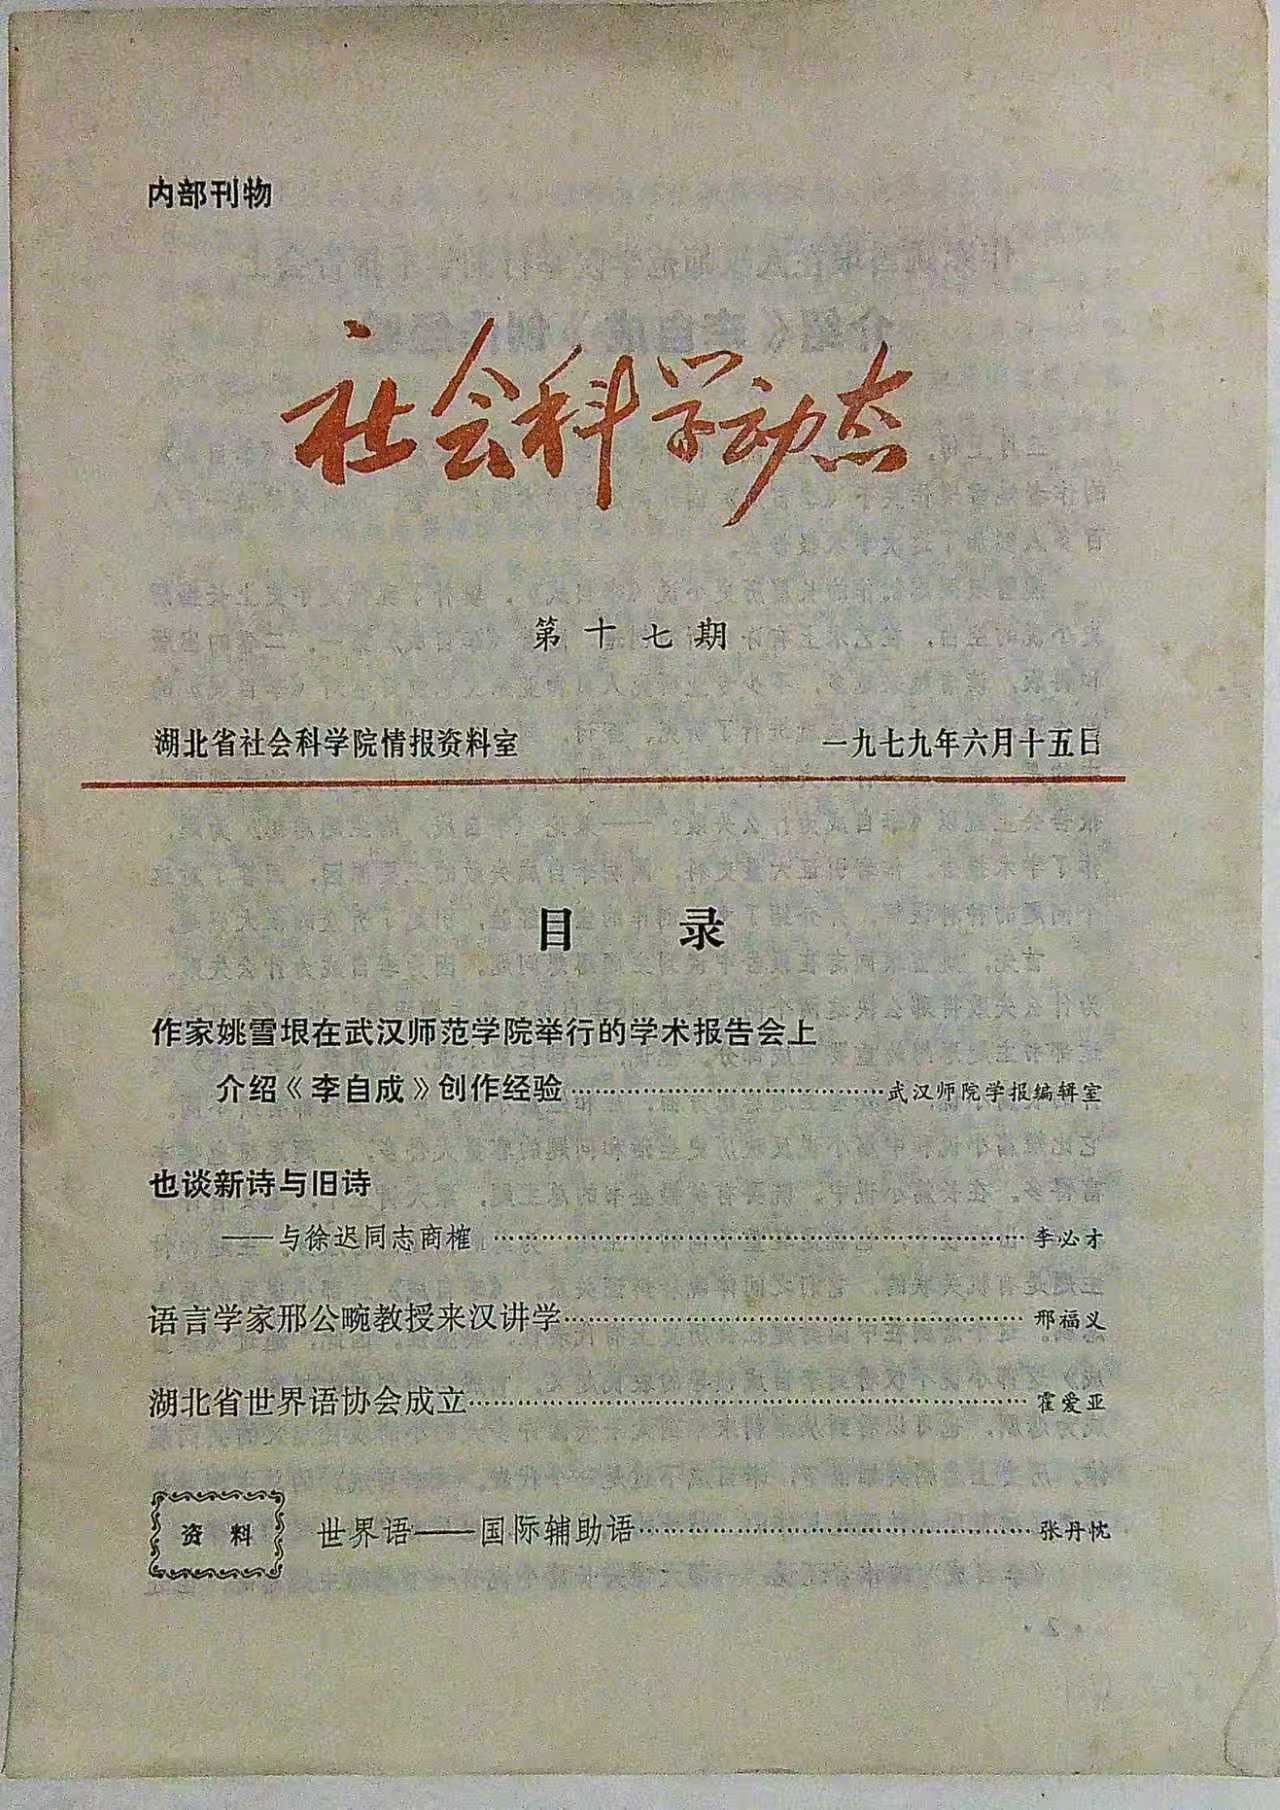 内部刊物
社会科学动态
第十七期
湖北省社会科学院情报资料室 一九七九年六月十五日
目 录
作家姚雪垠在武汉师范学院举行的学术报告会上
介绍《李自成》创作经验……………………武汉师院学报编辑室
也谈新诗与旧诗
——与徐迟同志商榷……………………………………李必才
语言学家邢公畹教授来汉讲学………………………………邢福义
湖北省世界语协会成立………………………………………霍爱亚
资料 世界语——国际辅助语…………………………张丹忱